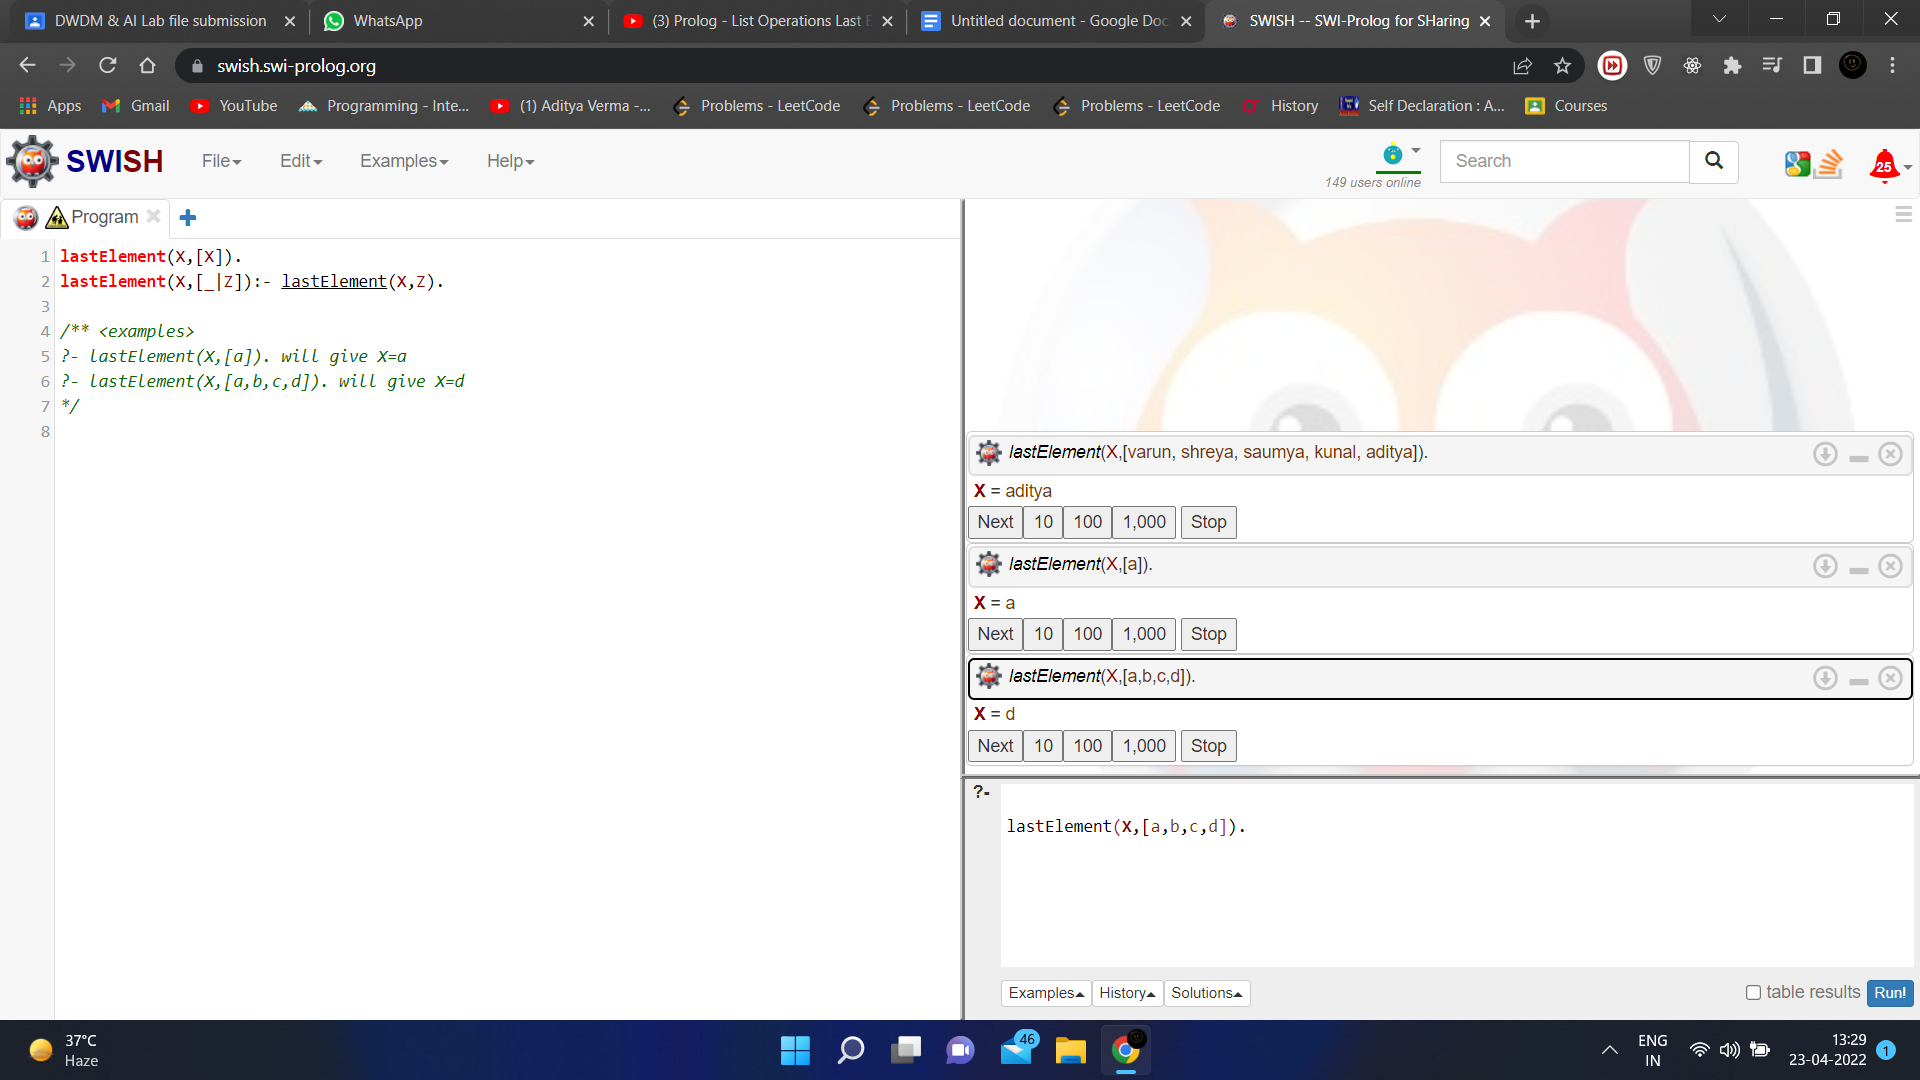 DWDM & AI Lab file submission
WhatsApp
(3) Prolog - List Operations Last E
Untitled document - Google Doc
SWISH -- SWI-Prolog for SHaring
swish.swi-prolog.org
Apps
Gmail
YouTube
Programming - Inte...
(1) Aditya Verma -...
Problems - LeetCode
Problems - LeetCode
Problems - LeetCode
History
Self Declaration : A...
Courses
SWISH
File
Edit
Examples
Help
149 users online
Search
25
Program
1 lastElement(X,[X]).
2 lastElement(X,[_|Z]):- lastElement(X,Z).
3
4 /** <examples>
5 ?- lastElement(X,[a]). will give X=a
6 ?- lastElement(X,[a,b,c,d]). will give X=d
7 */
8
lastElement(X,[varun, shreya, saumya, kunal, aditya]).
X = aditya
Next 10 100 1,000 Stop
lastElement(X,[a]).
X = a
Next 10 100 1,000 Stop
lastElement(X,[a,b,c,d]).
X = d
Next 10 100 1,000 Stop
?-
lastElement(X,[a,b,c,d]).
Examples History Solutions
table results Run!
37°C
Haze
46
ENG
IN
13:29
23-04-2022
1